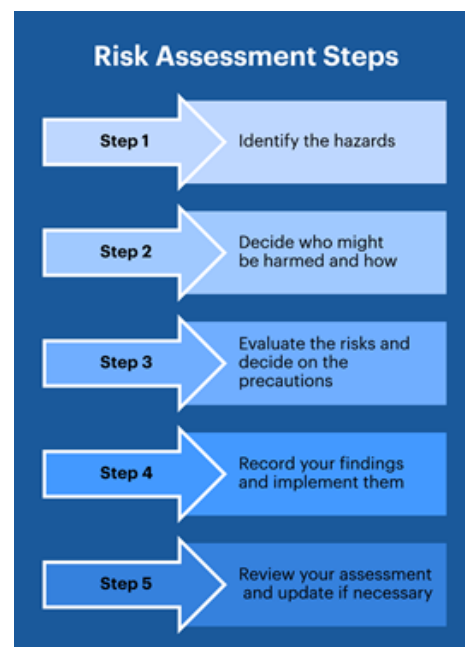 Risk Assessment Steps
Step 1
Identify the hazards
Step 2
Decide who might
be harmed and how
Step 3
Evaluate the risks and
decide on the
precautions
Step 4
Record your findings
and implement them
Step 5
Review your assessment
and update if necessary